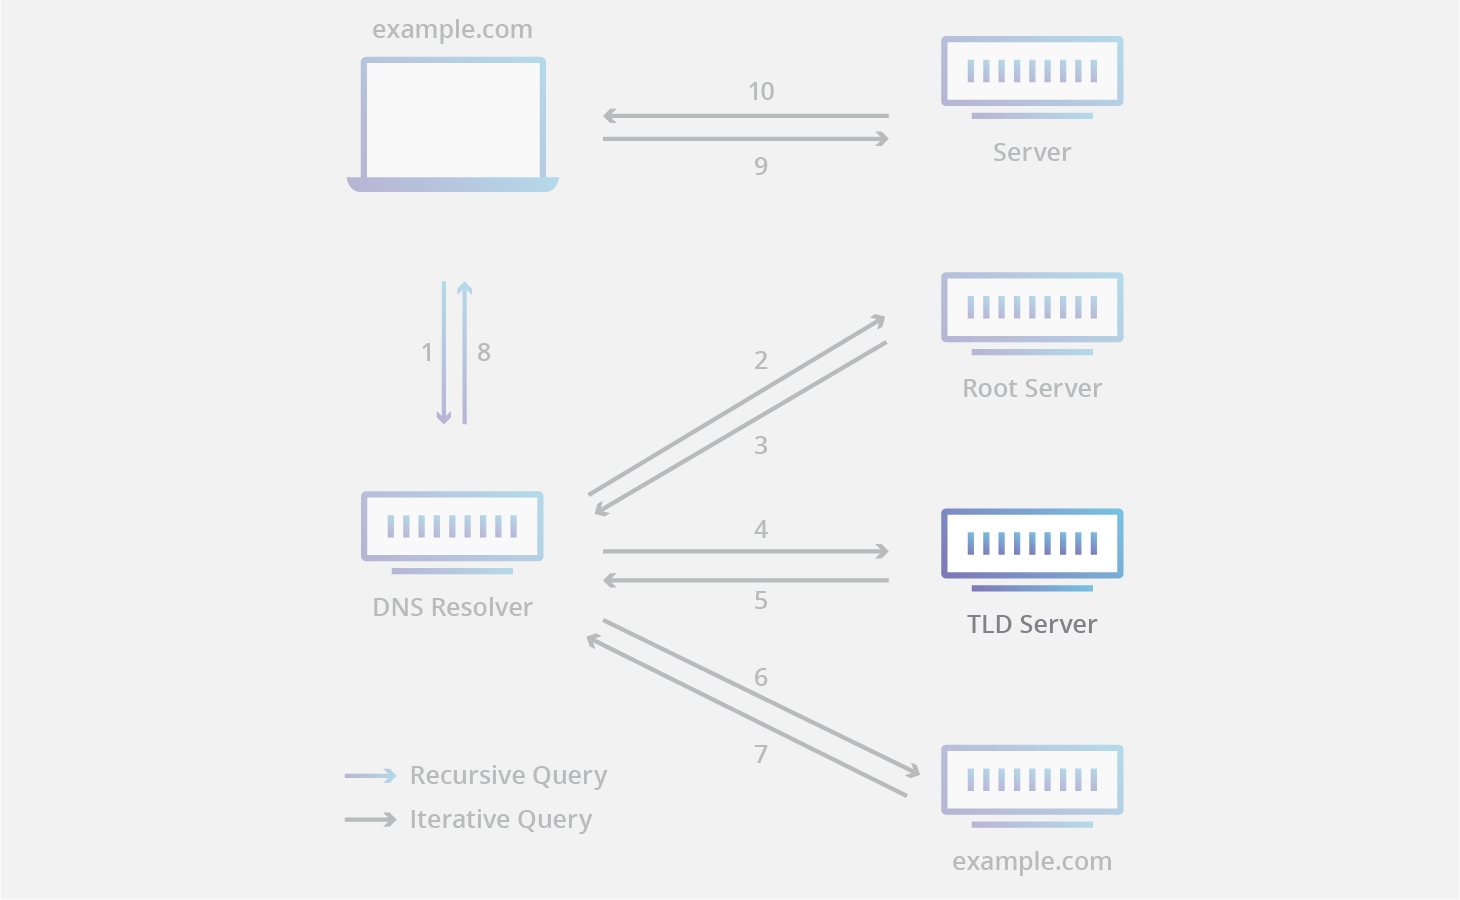 example.com
10
9
Server
1
8
2
3
Root Server
4
5
DNS Resolver
TLD Server
6
7
Recursive Query
Iterative Query
example.com